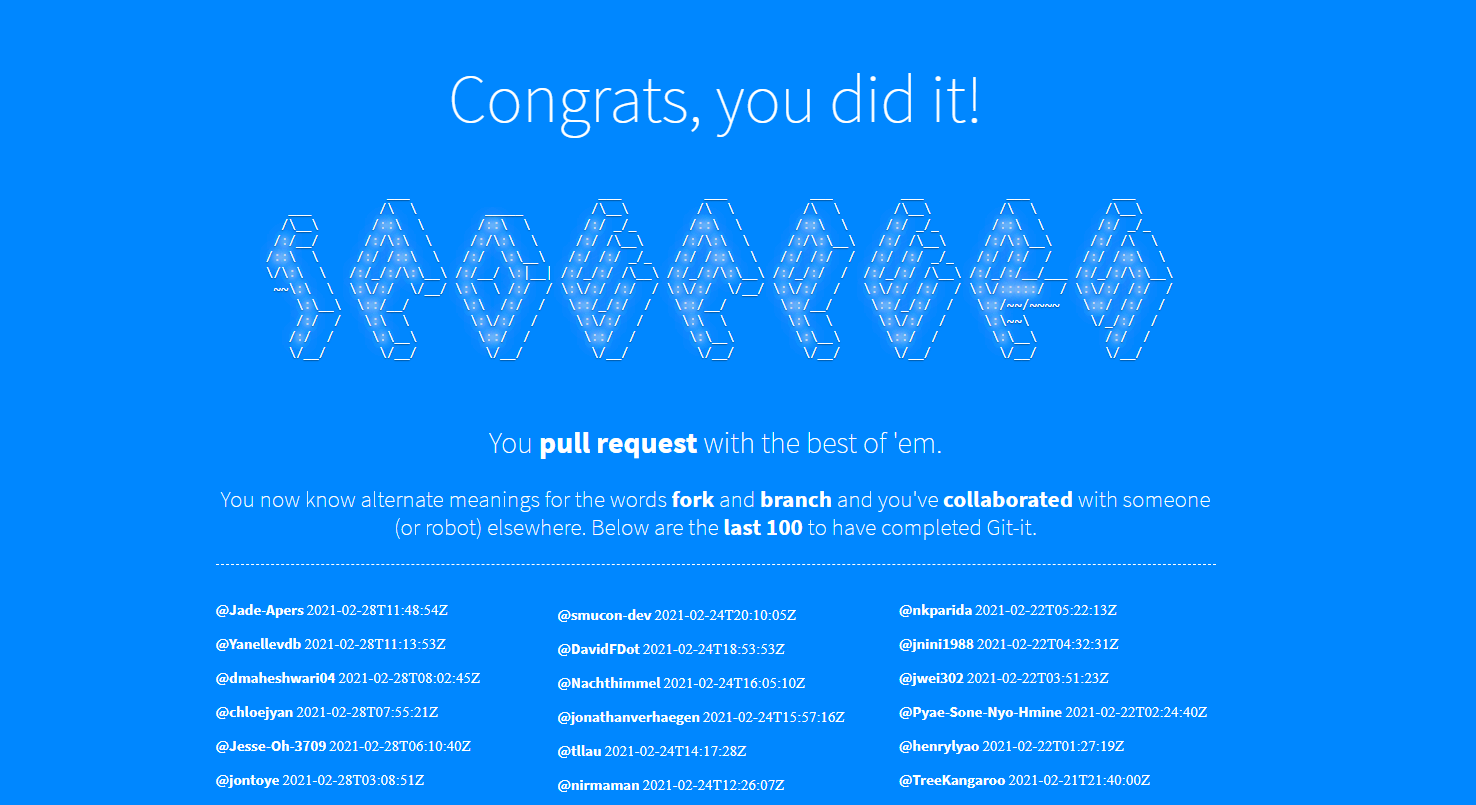 Congrats, you did it!
You pull request with the best of 'em.
You now know alternate meanings for the words fork and branch and you've collaborated with someone
(or robot) elsewhere. Below are the last 100 to have completed Git-it.
@Jade-Apers 2021-02-28T11:48:54Z
@Yanellevdb 2021-02-28T11:13:53Z
@dmaheshwari04 2021-02-28T08:02:45Z
@chloejyan 2021-02-28T07:55:21Z
@Jesse-Oh-3709 2021-02-28T06:10:40Z
@jontoye 2021-02-28T03:08:51Z
@smucon-dev 2021-02-24T20:10:05Z
@DavidFDot 2021-02-24T18:53:53Z
@Nachthimmel 2021-02-24T16:05:10Z
@jonathanverhaegen 2021-02-24T15:57:16Z
@tllau 2021-02-24T14:17:28Z
@nirmaman 2021-02-24T12:26:07Z
@nkparida 2021-02-22T05:22:13Z
@jnini1988 2021-02-22T04:32:31Z
@jwei302 2021-02-22T03:51:23Z
@Pyae-Sone-Nyo-Hmine 2021-02-22T02:24:40Z
@henrylyao 2021-02-22T01:27:19Z
@TreeKangaroo 2021-02-21T21:40:00Z